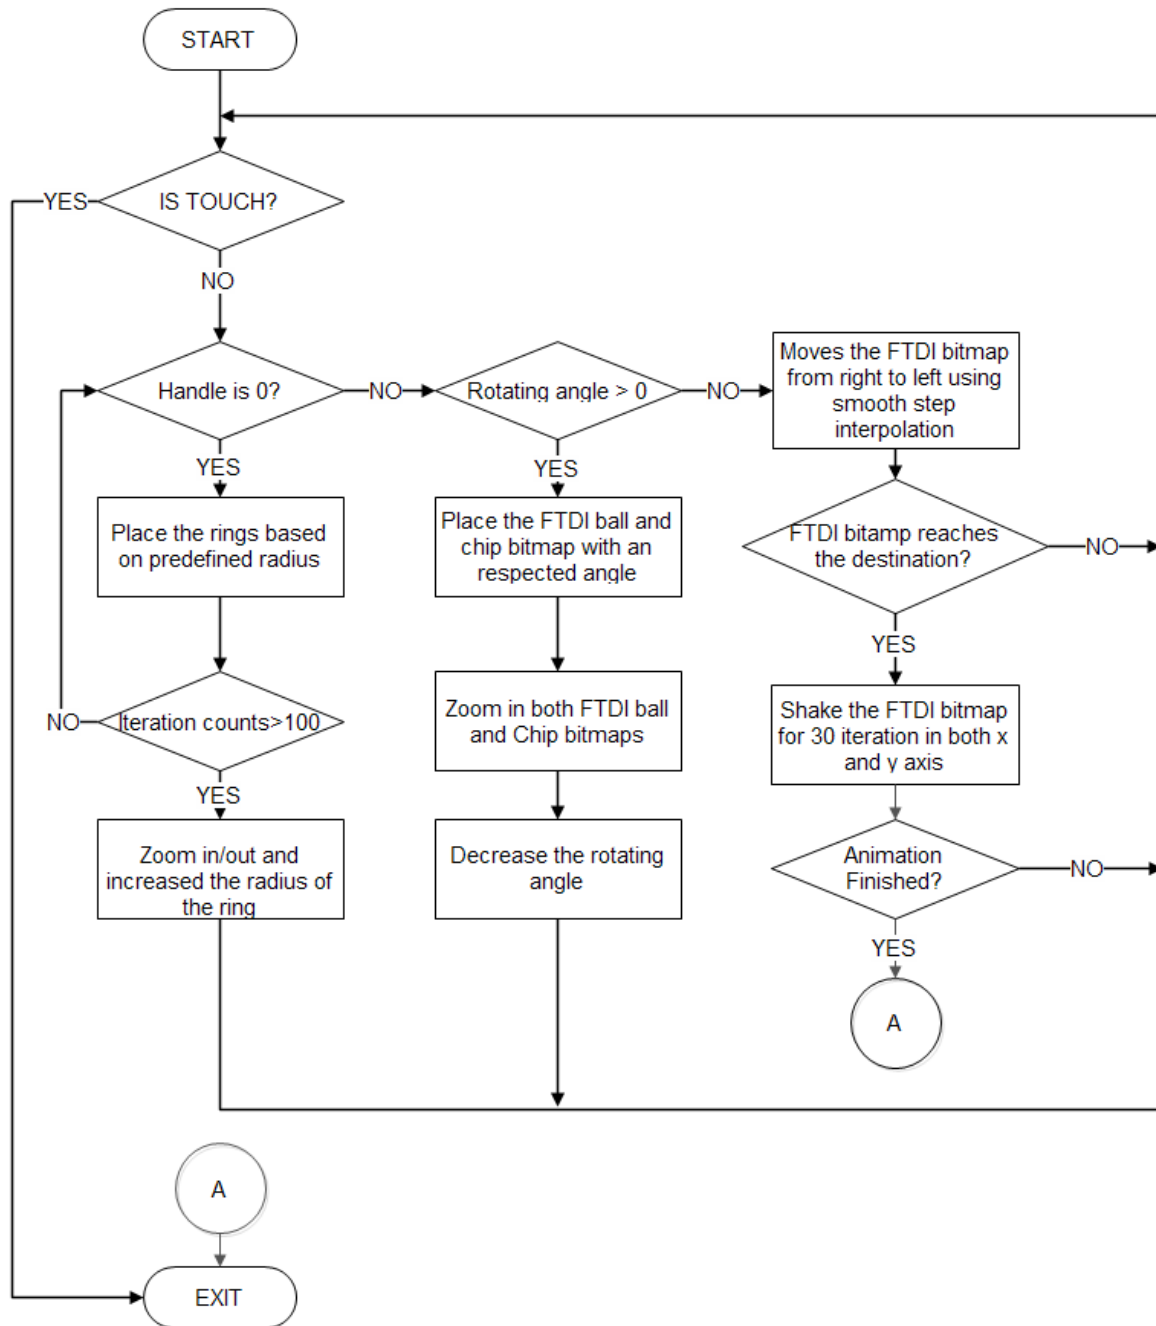 START
IS TOUCH?
YES
NO
Handle is 0?
NO
Rotating angle > 0
NO
Moves the FTDI bitmap
from right to left using
smooth step
interpolation
YES
YES
Place the rings based
on predefined radius
Place the FTDI ball and
chip bitmap with an
respected angle
FTDI bitamp reaches
the destination?
NO
YES
Iteration counts>100
NO
Zoom in both FTDI ball
and Chip bitmaps
Shake the FTDI bitmap
for 30 iteration in both x
and y axis
YES
Zoom in/out and
increased the radius of
the ring
Decrease the rotating
angle
Animation
Finished?
NO
YES
A
A
EXIT